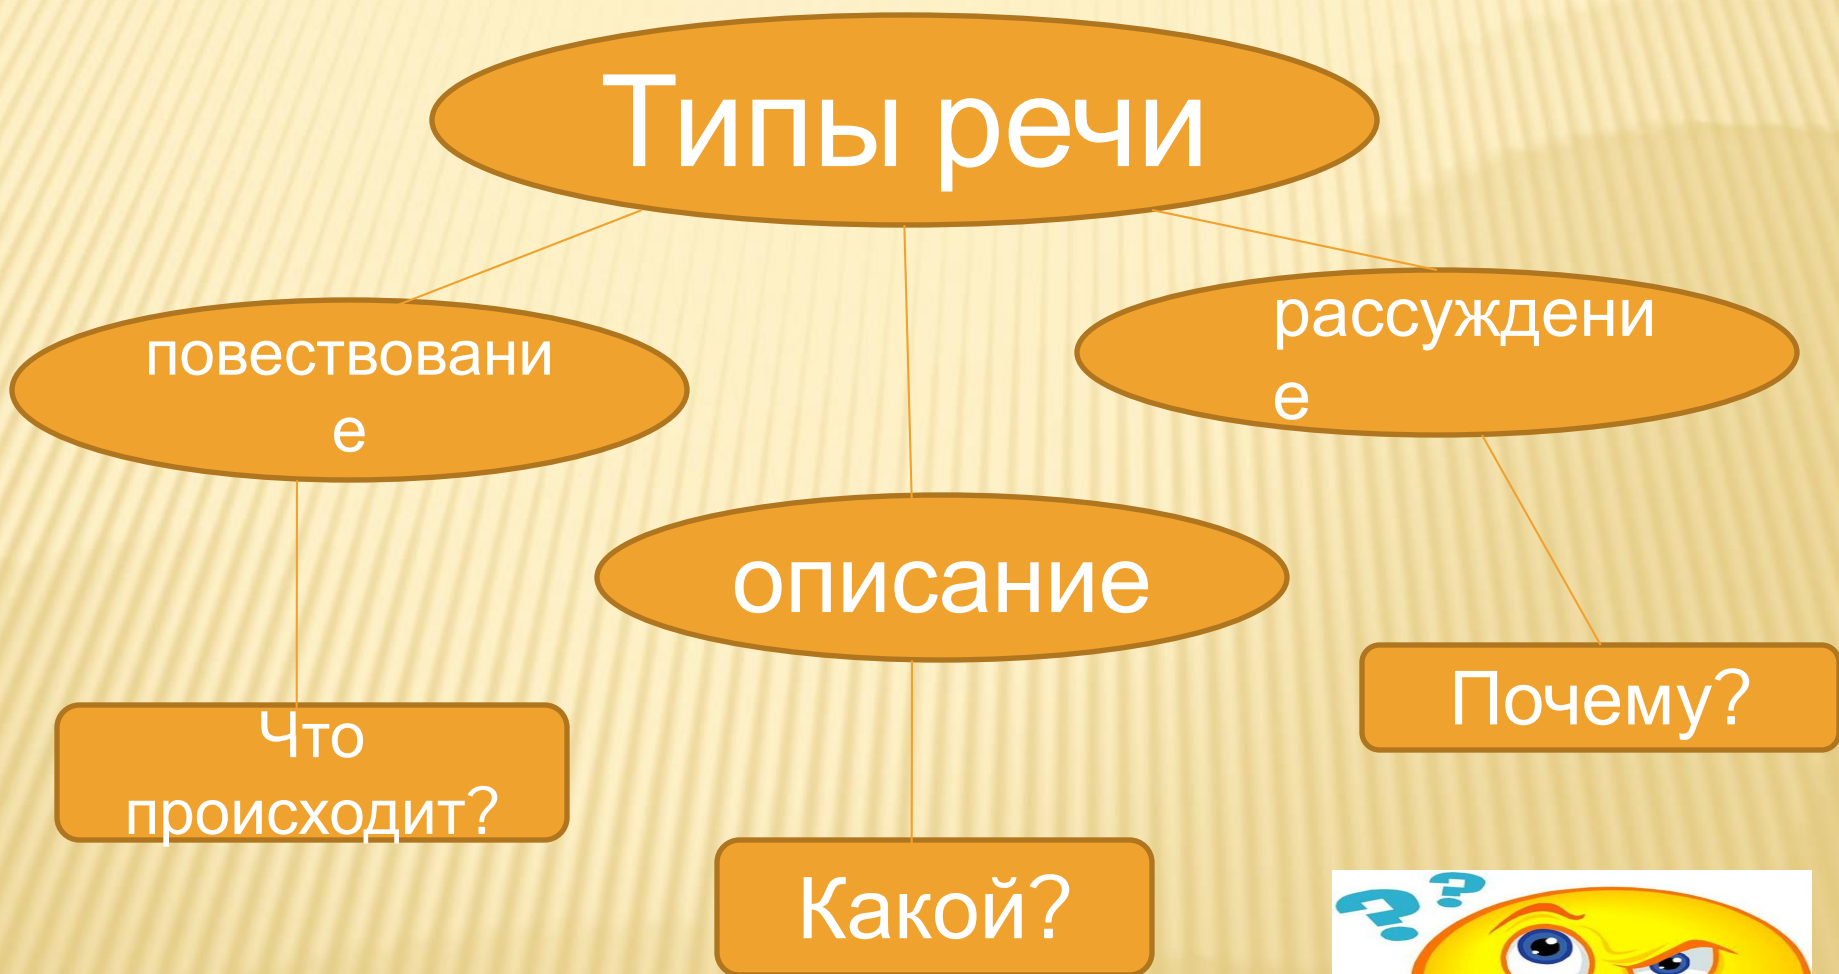 Типы речи
повествовани
е
рассуждени
е
описание
Что
происходит?
Почему?
Какой?
? ?